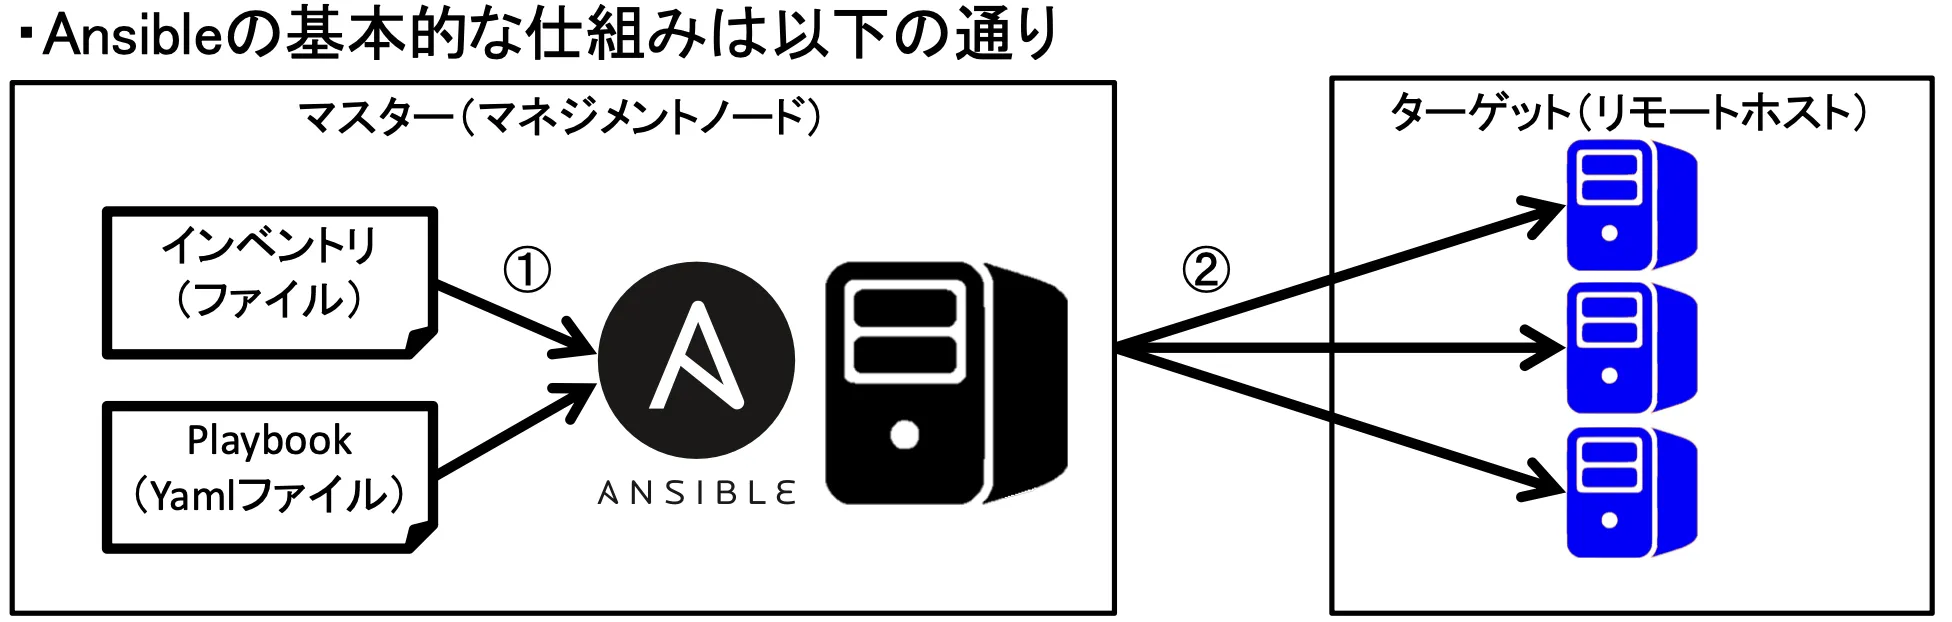 ・Ansibleの基本的な仕組みは以下の通り
マスター（マネジメントノード）
ターゲット（リモートホスト）
インベントリ
（ファイル）
①
②
Playbook
（Yamlファイル）
ANSIBLE